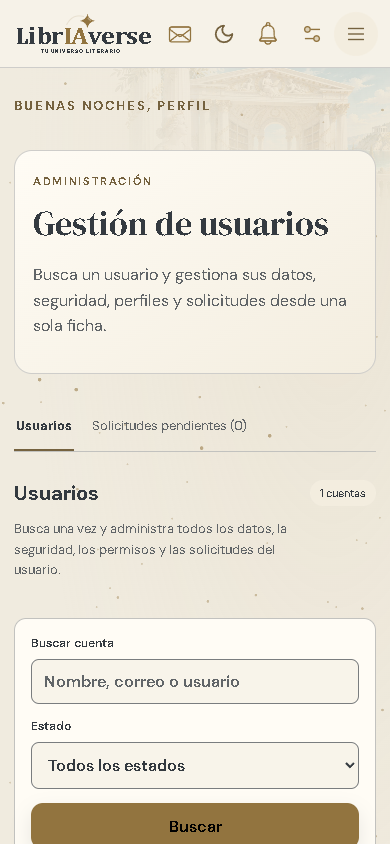 LibrIAverse
TU UNIVERSO LITERARIO
BUENAS NOCHES, PERFIL
ADMINISTRACIÓN
Gestión de usuarios
Busca un usuario y gestiona sus datos,
seguridad, perfiles y solicitudes desde una
sola ficha.
Usuarios
Solicitudes pendientes (0)
Usuarios
1 cuentas
Busca una vez y administra todos los datos, la
seguridad, los permisos y las solicitudes del
usuario.
Buscar cuenta
Nombre, correo o usuario
Estado
Todos los estados
Buscar